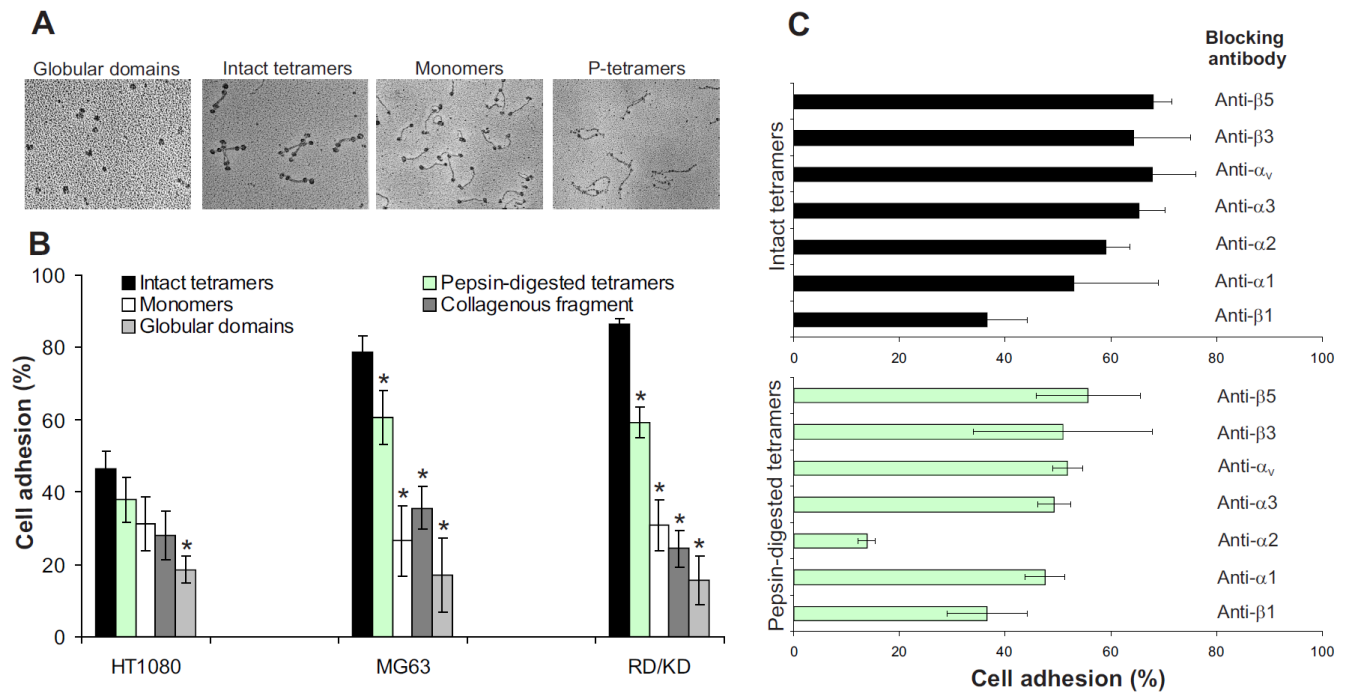 A
Globular domains
Intact tetramers
Monomers
P-tetramers
B
Cell adhesion (%)
100
80
60
40
20
0
Intact tetramers
Monomers
Globular domains
Pepsin-digested tetramers
Collagenous fragment
*
* * * *
* * * *
HT1080
MG63
RD/KD
C
Blocking
antibody
Intact tetramers
Anti-β5
Anti-β3
Anti-αv
Anti-α3
Anti-α2
Anti-α1
Anti-β1
0 20 40 60 80 100
Pepsin-digested tetramers
Anti-β5
Anti-β3
Anti-αv
Anti-α3
Anti-α2
Anti-α1
Anti-β1
0 20 40 60 80 100
Cell adhesion (%)